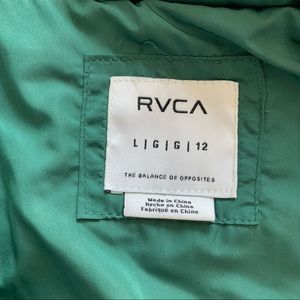 RVCA
L | G | G | 12
THE BALANCE OF OPPOSITES
Made in China
Hecho en China
Fabriqué en Chine